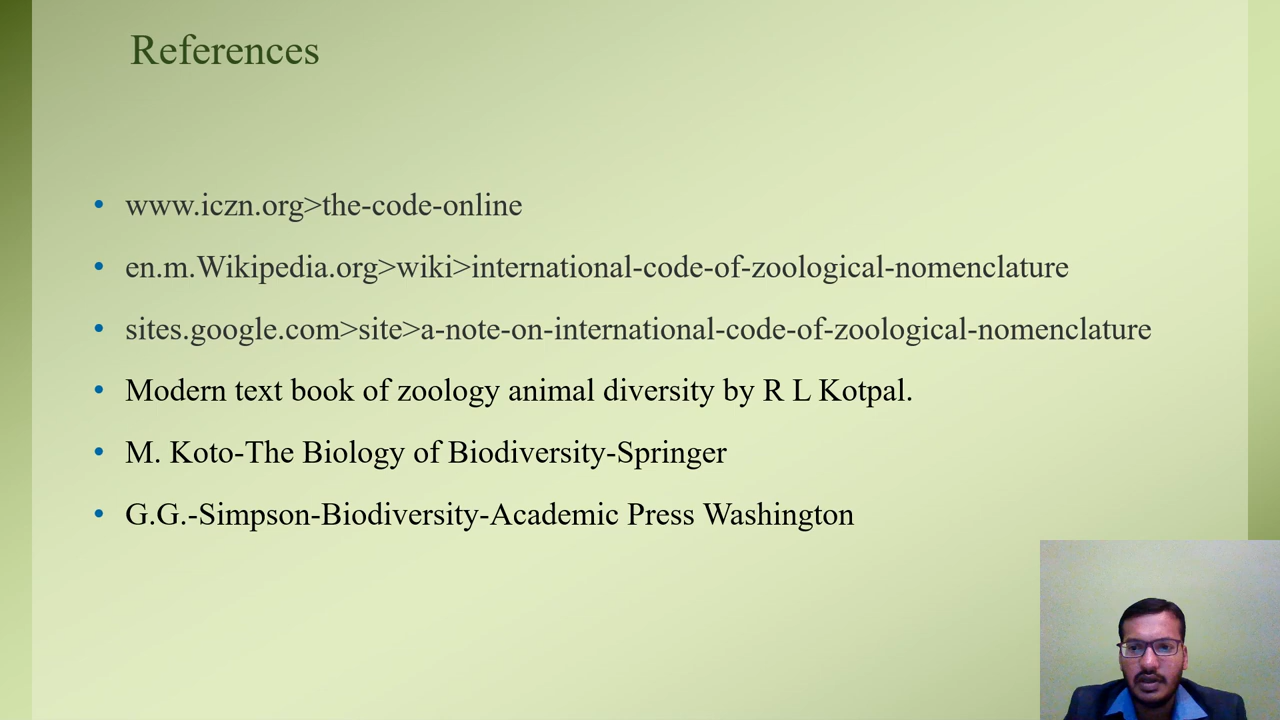 References
• www.iczn.org>the-code-online
• en.m.Wikipedia.org>wiki>international-code-of-zoological-nomenclature
• sites.google.com>site>a-note-on-international-code-of-zoological-nomenclature
• Modern text book of zoology animal diversity by R L Kotpal.
• M. Koto-The Biology of Biodiversity-Springer
• G.G.-Simpson-Biodiversity-Academic Press Washington